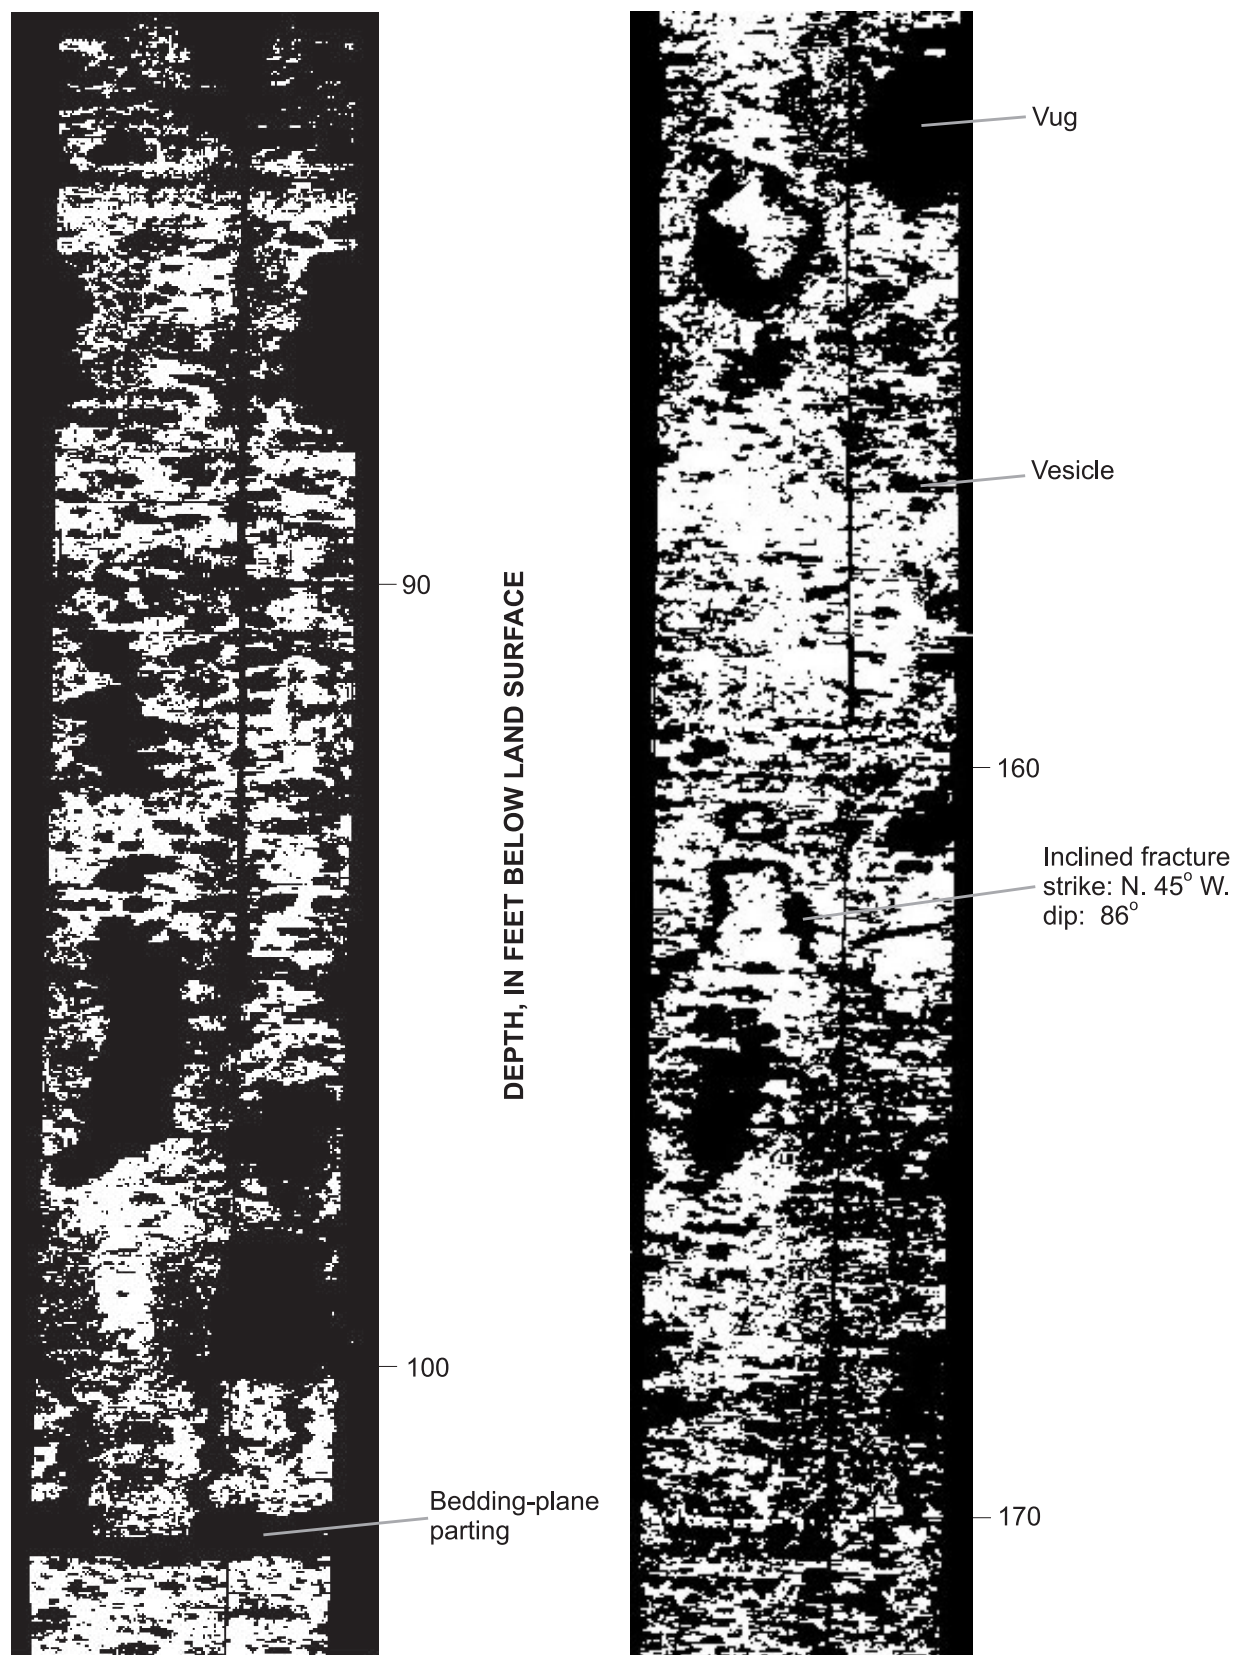 90
100
Bedding-plane
parting
DEPTH, IN FEET BELOW LAND SURFACE
Vug
Vesicle
160
Inclined fracture
strike: N. 45° W.
dip: 86°
170